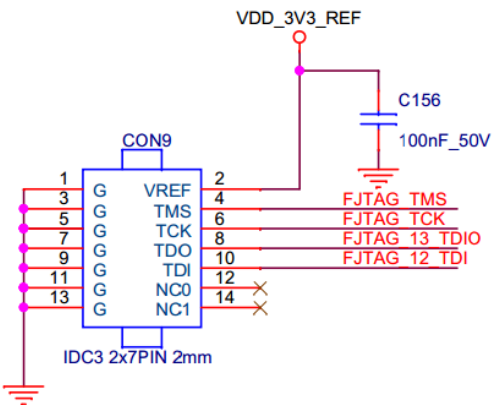 VDD_3V3_REF
C156
100nF_50V
CON9
1 G VREF 2
3 G TMS 4 FJTAG_TMS
5 G TCK 6 FJTAG_TCK
7 G TDO 8 FJTAG_13_TDIO
9 G TDI 10 FJTAG_12_TDI
11 G NC0 12
13 G NC1 14
IDC3 2x7PIN 2mm